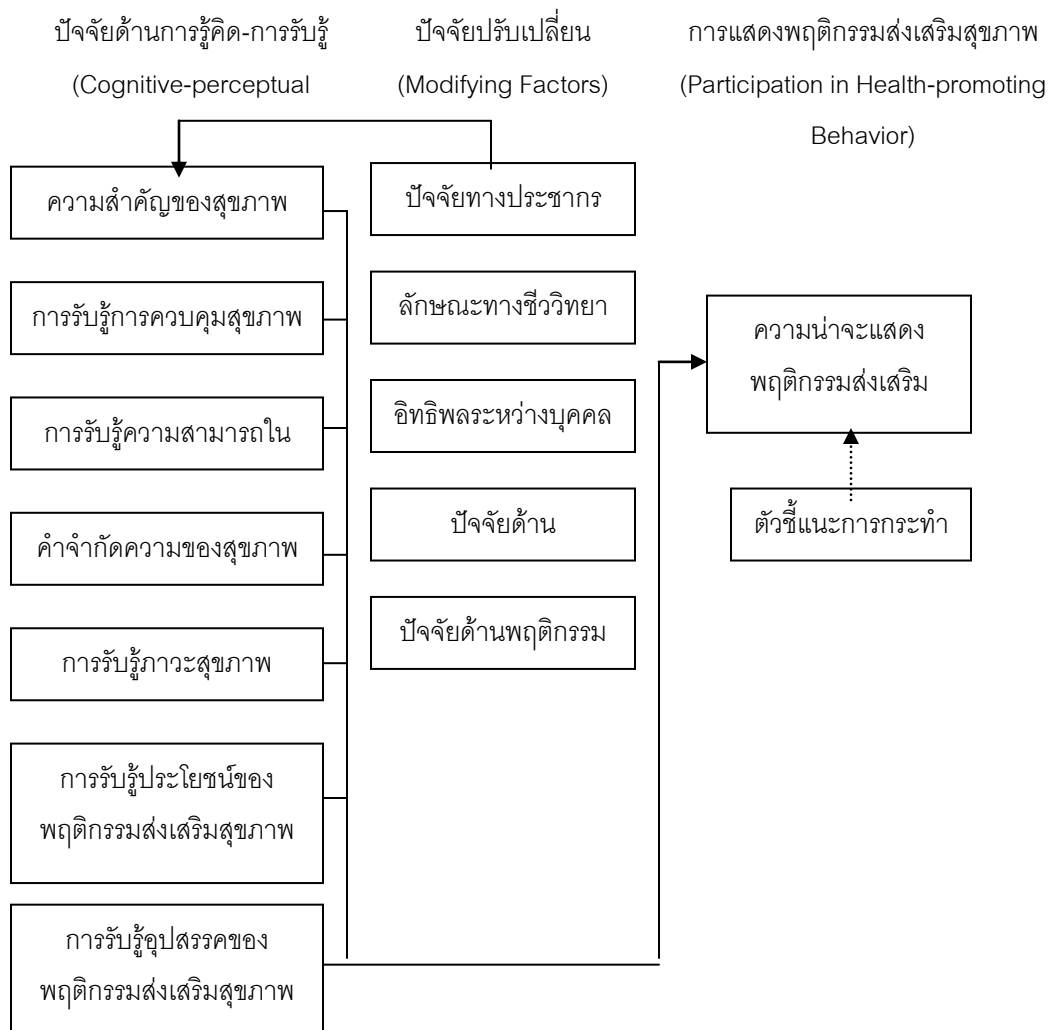 ปัจจัยด้านการรู้คิด-การรับรู้
(Cognitive-perceptual
ปัจจัยปรับเปลี่ยน
(Modifying Factors)
การแสดงพฤติกรรมส่งเสริมสุขภาพ
(Participation in Health-promoting
Behavior)
ความสำคัญของสุขภาพ
การรับรู้การควบคุมสุขภาพ
การรับรู้ความสามารถใน
คำจำกัดความของสุขภาพ
การรับรู้ภาวะสุขภาพ
การรับรู้ประโยชน์ของ
พฤติกรรมส่งเสริมสุขภาพ
การรับรู้อุปสรรคของ
พฤติกรรมส่งเสริมสุขภาพ
ปัจจัยทางประชากร
ลักษณะทางชีววิทยา
อิทธิพลระหว่างบุคคล
ปัจจัยด้าน
ปัจจัยด้านพฤติกรรม
ความน่าจะแสดง
พฤติกรรมส่งเสริม
ตัวชี้แนะการกระทำ